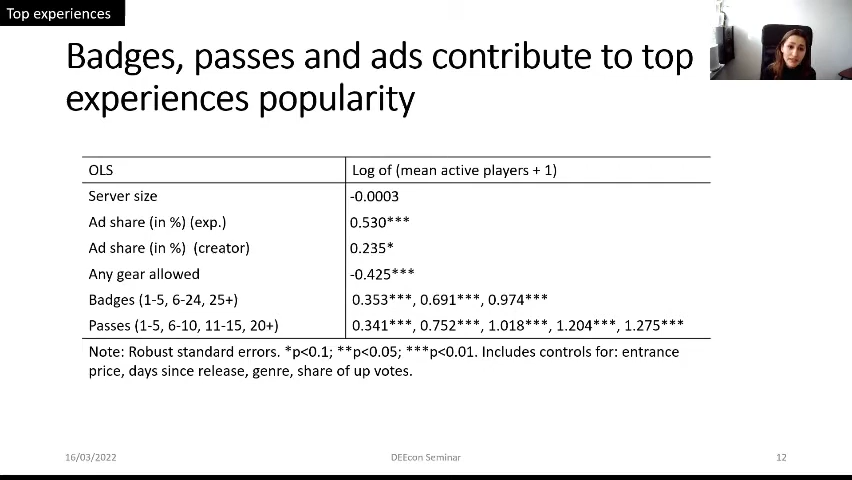 Top experiences
Badges, passes and ads contribute to top
experiences popularity
OLS Log of (mean active players + 1)
Server size -0.0003
Ad share (in %) (exp.) 0.530***
Ad share (in %) (creator) 0.235*
Any gear allowed -0.425***
Badges (1-5, 6-24, 25+) 0.353***, 0.691***, 0.974***
Passes (1-5, 6-10, 11-15, 20+) 0.341***, 0.752***, 1.018***, 1.204***, 1.275***
Note: Robust standard errors. *p<0.1; **p<0.05; ***p<0.01. Includes controls for: entrance
price, days since release, genre, share of up votes.
16/03/2022 DEEcon Seminar 12